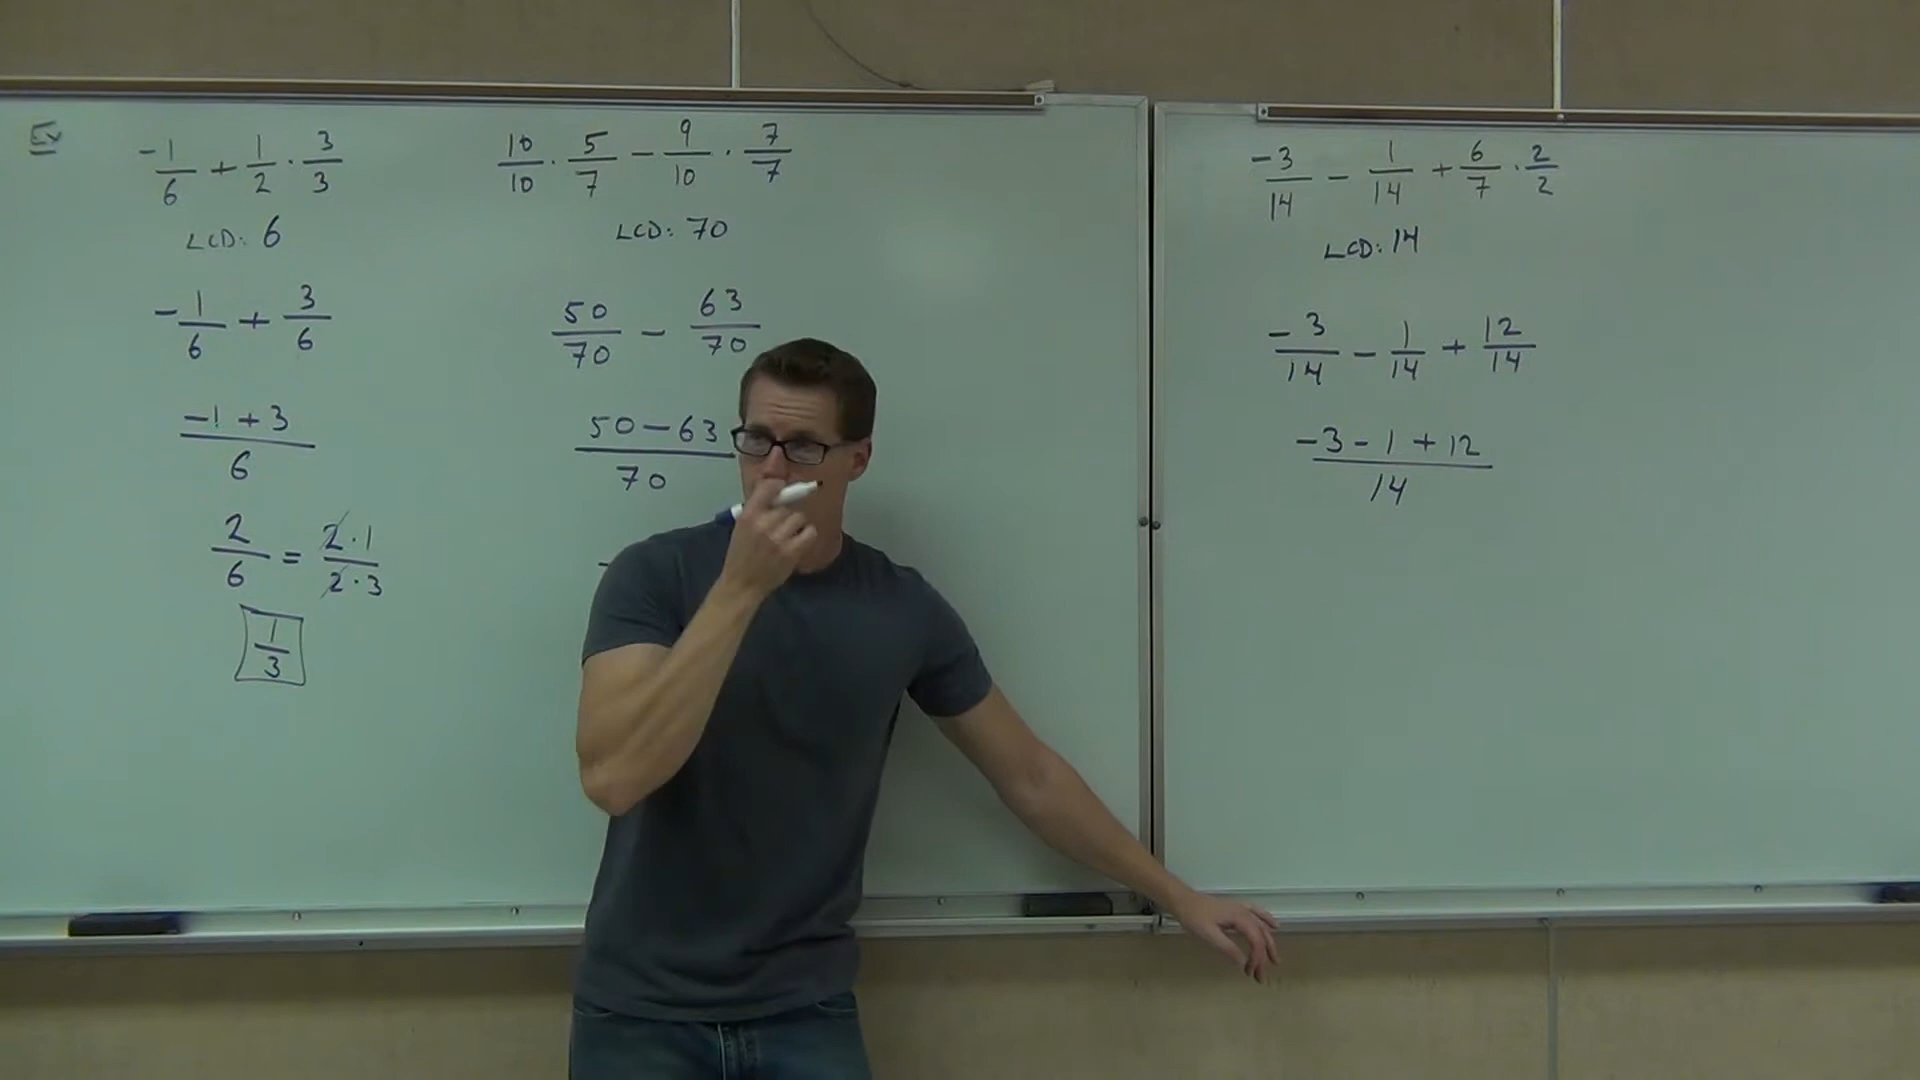 Ex
-1/6 + 1/2 · 3/3
LCD: 6
-1/6 + 3/6
-1+3/6
2/6 = 2·1/2·3
1/3
10/10 · 5/7 - 9/10 · 7/7
LCD: 70
50/70 - 63/70
50-63/70
-3/14 - 1/14 + 6/7 · 2/2
LCD: 14
-3/14 - 1/14 + 12/14
-3-1+12/14